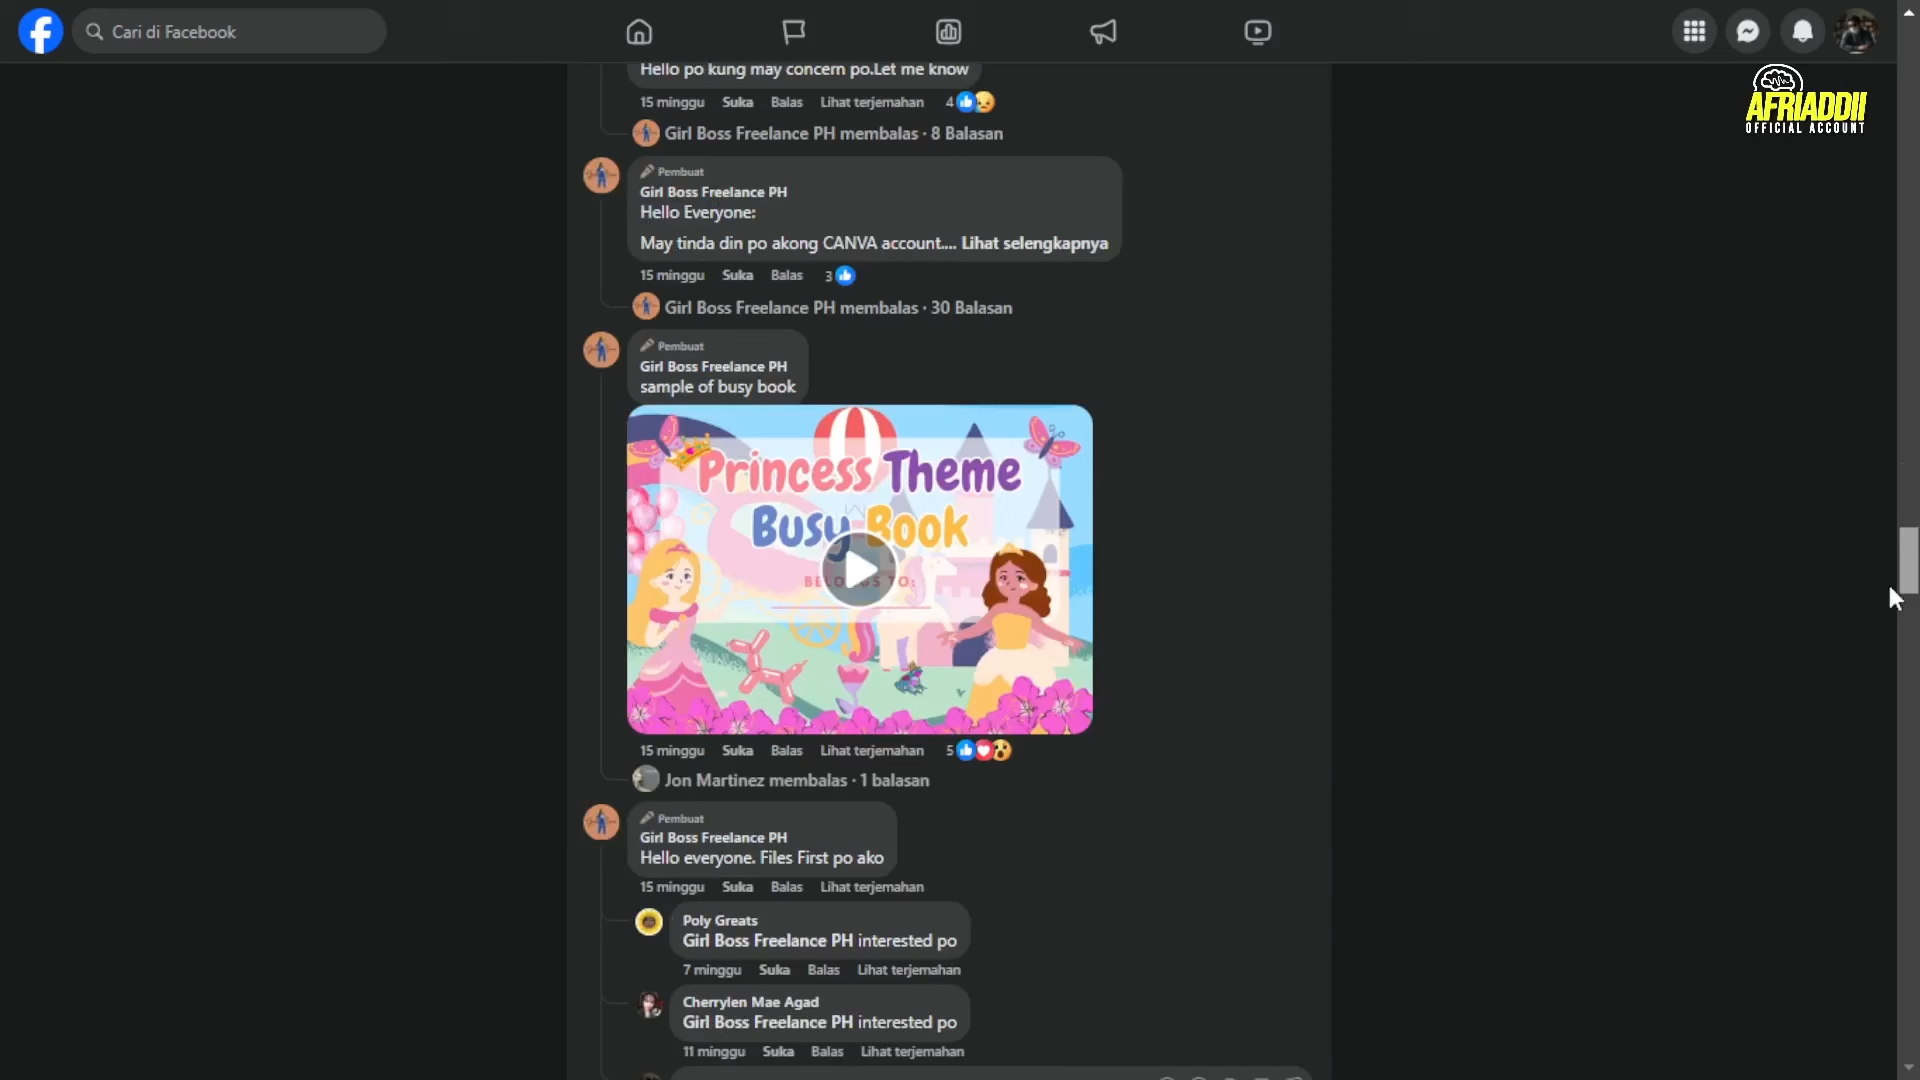 Cari di Facebook
AFRIADDII
OFFICIAL ACCOUNT
Hello po kung may concern po.Let me know
15 minggu Suka Balas Lihat terjemahan 4
Girl Boss Freelance PH membalas · 8 Balasan
Pembuat
Girl Boss Freelance PH
Hello Everyone:
May tinda din po akong CANVA account.... Lihat selengkapnya
15 minggu Suka Balas 3
Girl Boss Freelance PH membalas · 30 Balasan
Pembuat
Girl Boss Freelance PH
sample of busy book
Princess Theme
Busy Book
15 minggu Suka Balas Lihat terjemahan 5
Jon Martinez membalas · 1 balasan
Pembuat
Girl Boss Freelance PH
Hello everyone. Files First po ako
15 minggu Suka Balas Lihat terjemahan
Poly Greats
Girl Boss Freelance PH interested po
7 minggu Suka Balas Lihat terjemahan
Cherrylen Mae Agad
Girl Boss Freelance PH interested po
11 minggu Suka Balas Lihat terjemahan